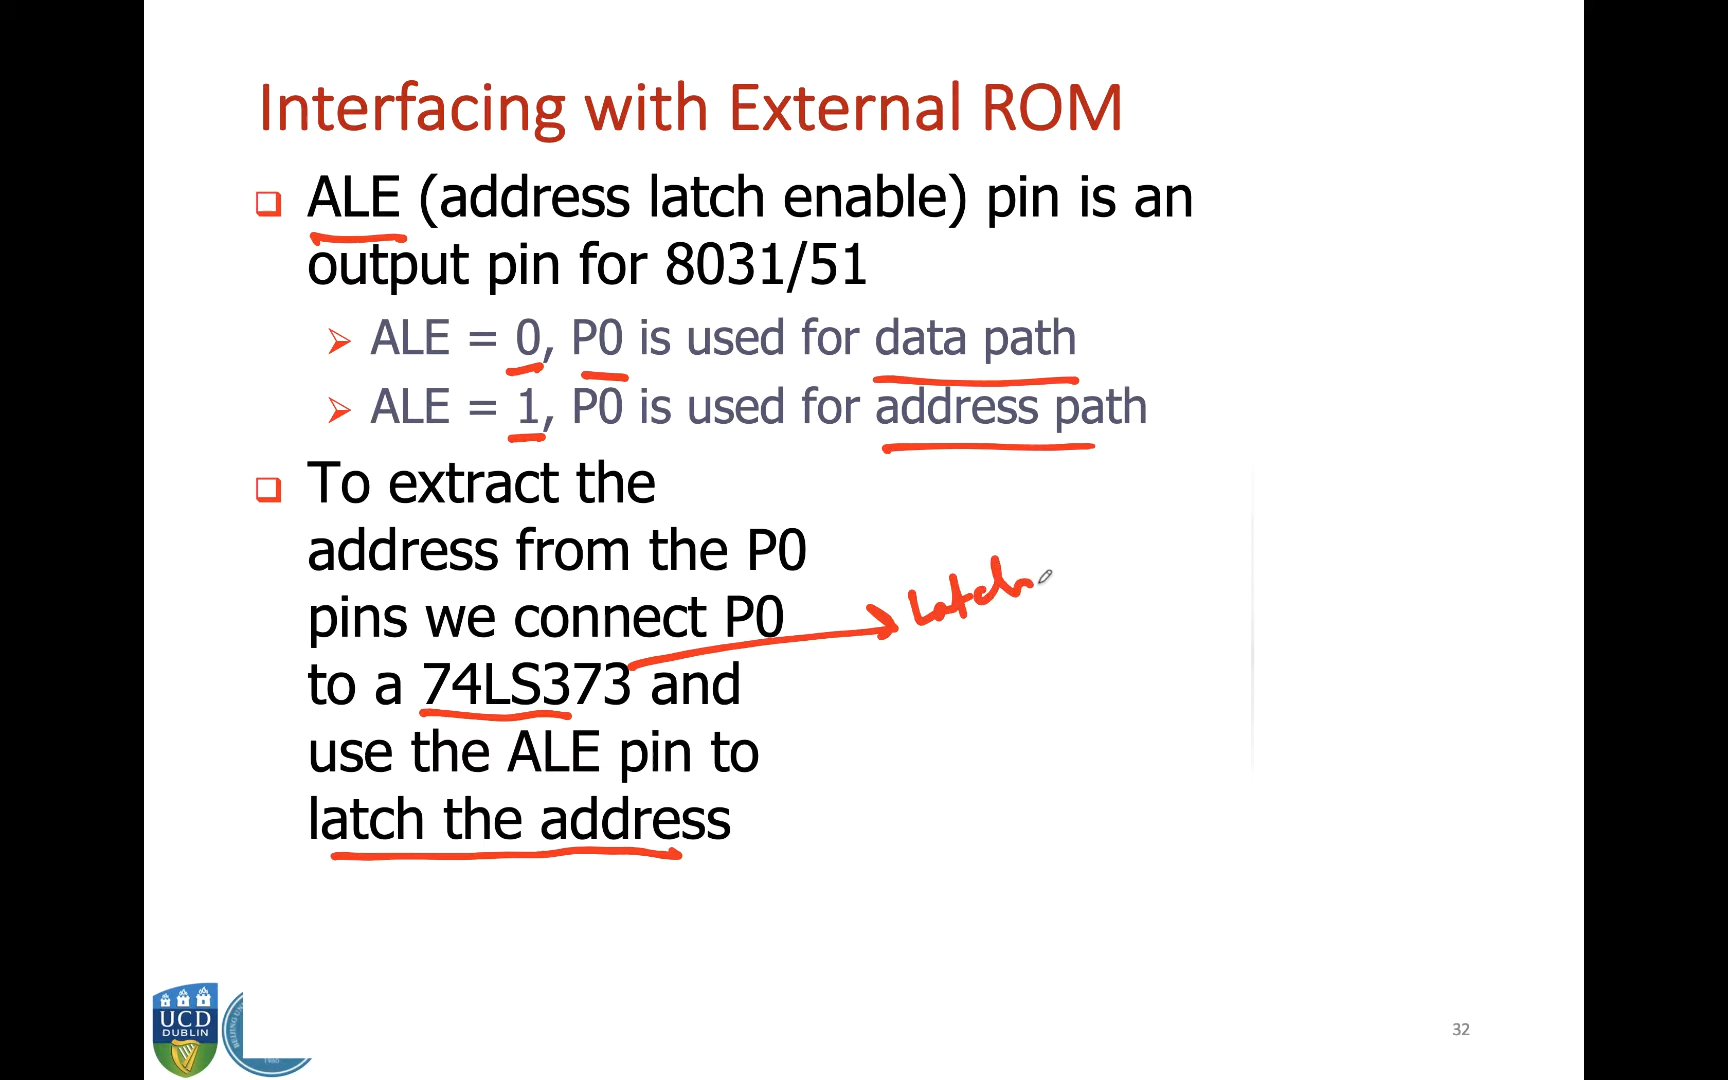 Interfacing with External ROM
ALE (address latch enable) pin is an
output pin for 8031/51
ALE = 0, P0 is used for data path
ALE = 1, P0 is used for address path
To extract the
address from the P0
pins we connect P0
to a 74LS373 and
use the ALE pin to
latch the address
Latch
UCD
DUBLIN
32